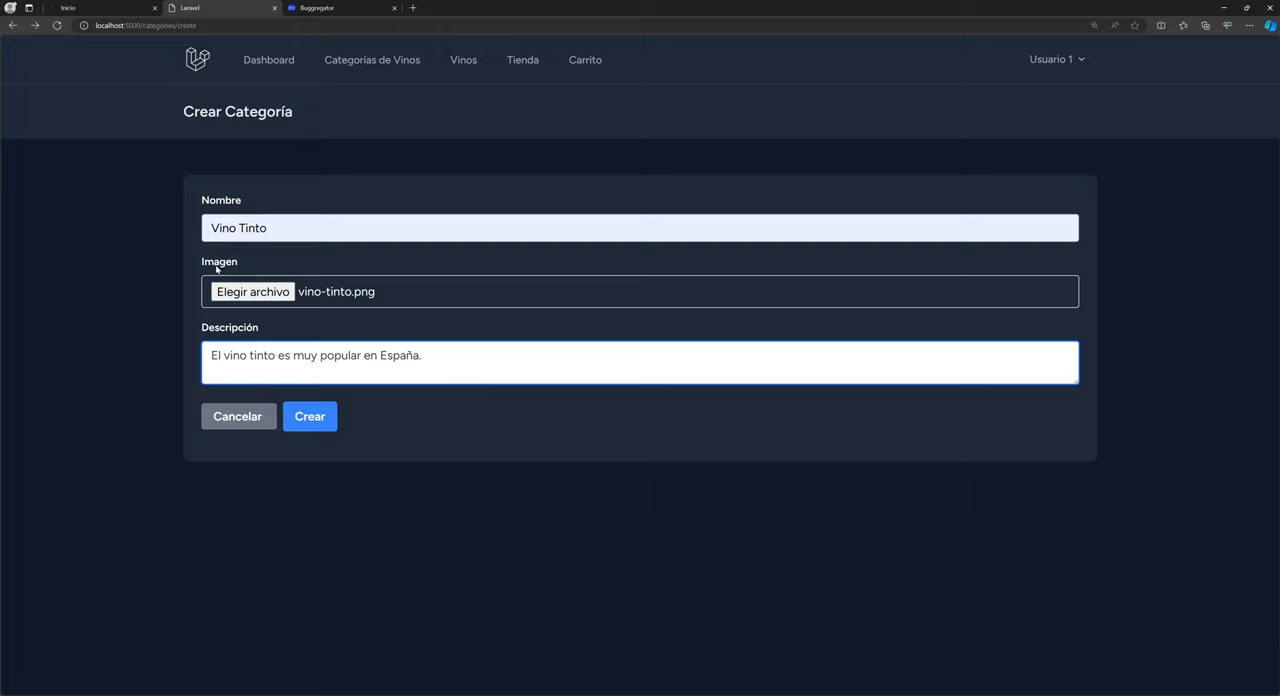 Inicio
Laravel
Buggregator
localhost:5000/categories/create
Dashboard
Categorías de Vinos
Vinos
Tienda
Carrito
Usuario 1
Crear Categoría
Nombre
Vino Tinto
Imagen
Elegir archivo vino-tinto.png
Descripción
El vino tinto es muy popular en España.
Cancelar
Crear